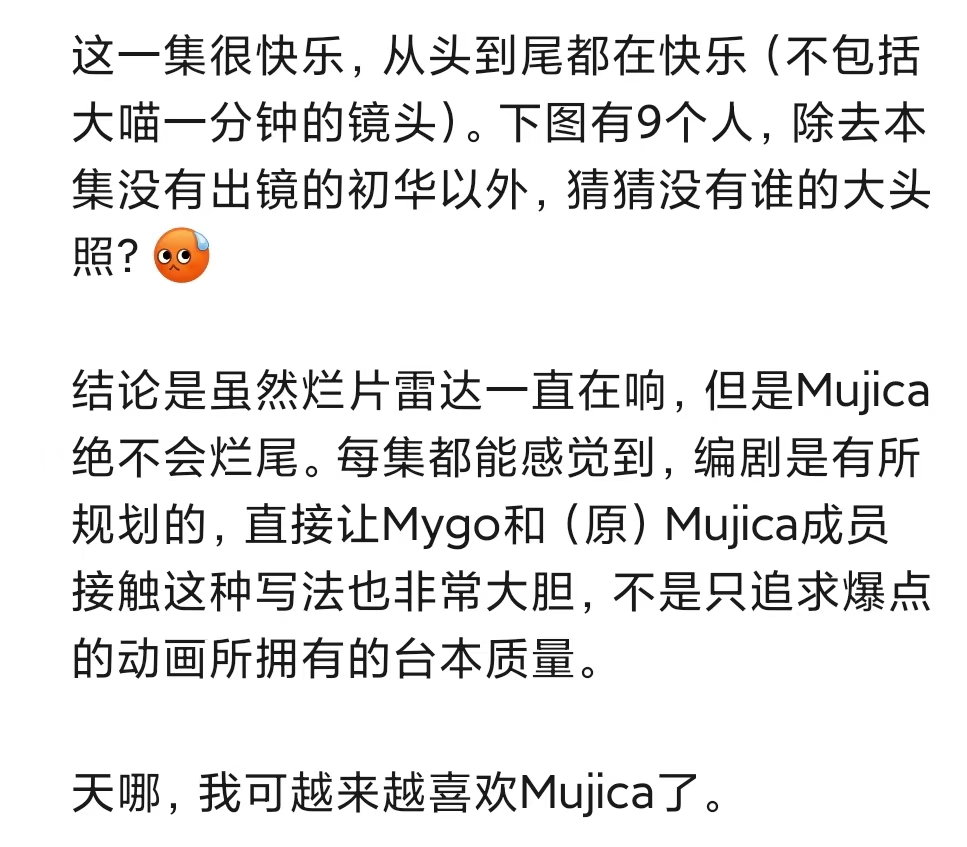 这一集很快乐，从头到尾都在快乐（不包括
大喵一分钟的镜头）。下图有9个人，除去本
集没有出镜的初华以外，猜猜没有谁的大头
照？
结论是虽然烂片雷达一直在响，但是Mujica
绝不会烂尾。每集都能感觉到，编剧是有所
规划的，直接让Mygo和（原）Mujica成员
接触这种写法也非常大胆，不是只追求爆点
的动画所拥有的台本质量。
天哪，我可越来越喜欢Mujica了。